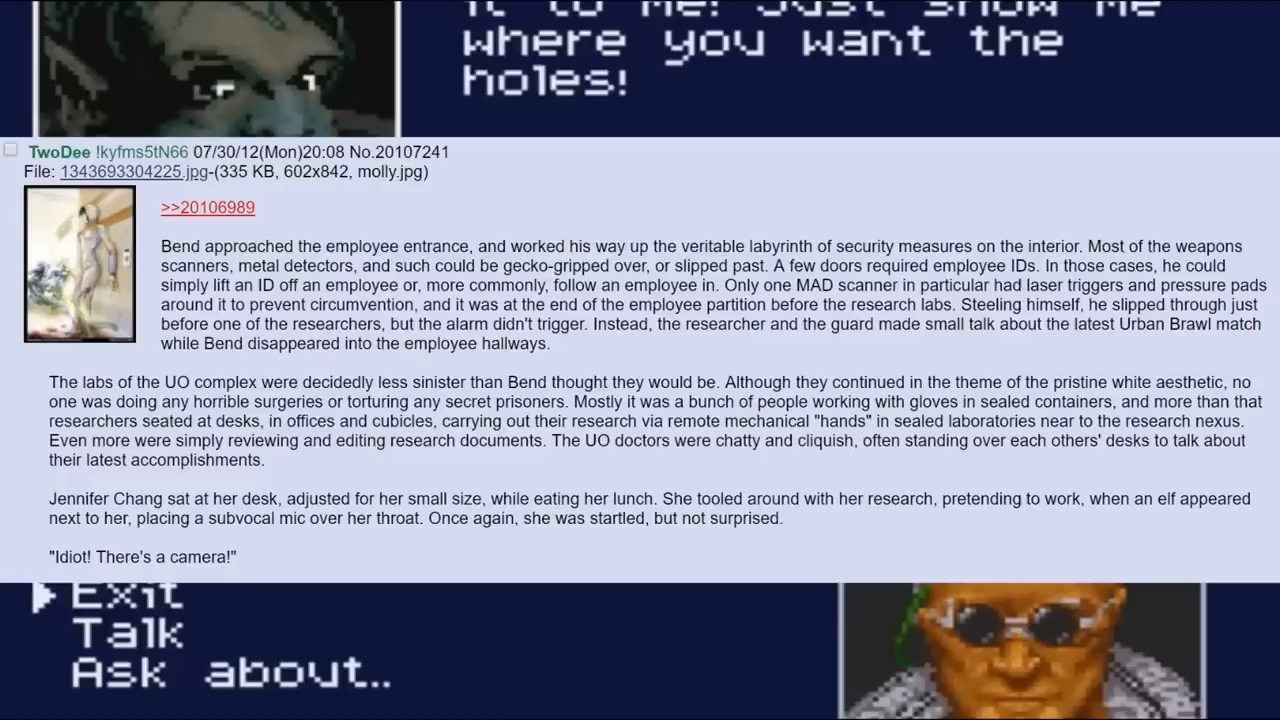 it to me! Just show me
where you want the
holes!
TwoDee !kyfms5tN66 07/30/12(Mon)20:08 No.20107241
File: 1343693304225.jpg-(335 KB, 602x842, molly.jpg)
>>20106989
Bend approached the employee entrance, and worked his way up the veritable labyrinth of security measures on the interior. Most of the weapons
scanners, metal detectors, and such could be gecko-gripped over, or slipped past. A few doors required employee IDs. In those cases, he could
simply lift an ID off an employee or, more commonly, follow an employee in. Only one MAD scanner in particular had laser triggers and pressure pads
around it to prevent circumvention, and it was at the end of the employee partition before the research labs. Steeling himself, he slipped through just
before one of the researchers, but the alarm didn't trigger. Instead, the researcher and the guard made small talk about the latest Urban Brawl match
while Bend disappeared into the employee hallways.
The labs of the UO complex were decidedly less sinister than Bend thought they would be. Although they continued in the theme of the pristine white aesthetic, no
one was doing any horrible surgeries or torturing any secret prisoners. Mostly it was a bunch of people working with gloves in sealed containers, and more than that
researchers seated at desks, in offices and cubicles, carrying out their research via remote mechanical "hands" in sealed laboratories near to the research nexus.
Even more were simply reviewing and editing research documents. The UO doctors were chatty and cliquish, often standing over each others' desks to talk about
their latest accomplishments.
Jennifer Chang sat at her desk, adjusted for her small size, while eating her lunch. She tooled around with her research, pretending to work, when an elf appeared
next to her, placing a subvocal mic over her throat. Once again, she was startled, but not surprised.
"Idiot! There's a camera!"
Exit
Talk
Ask about..